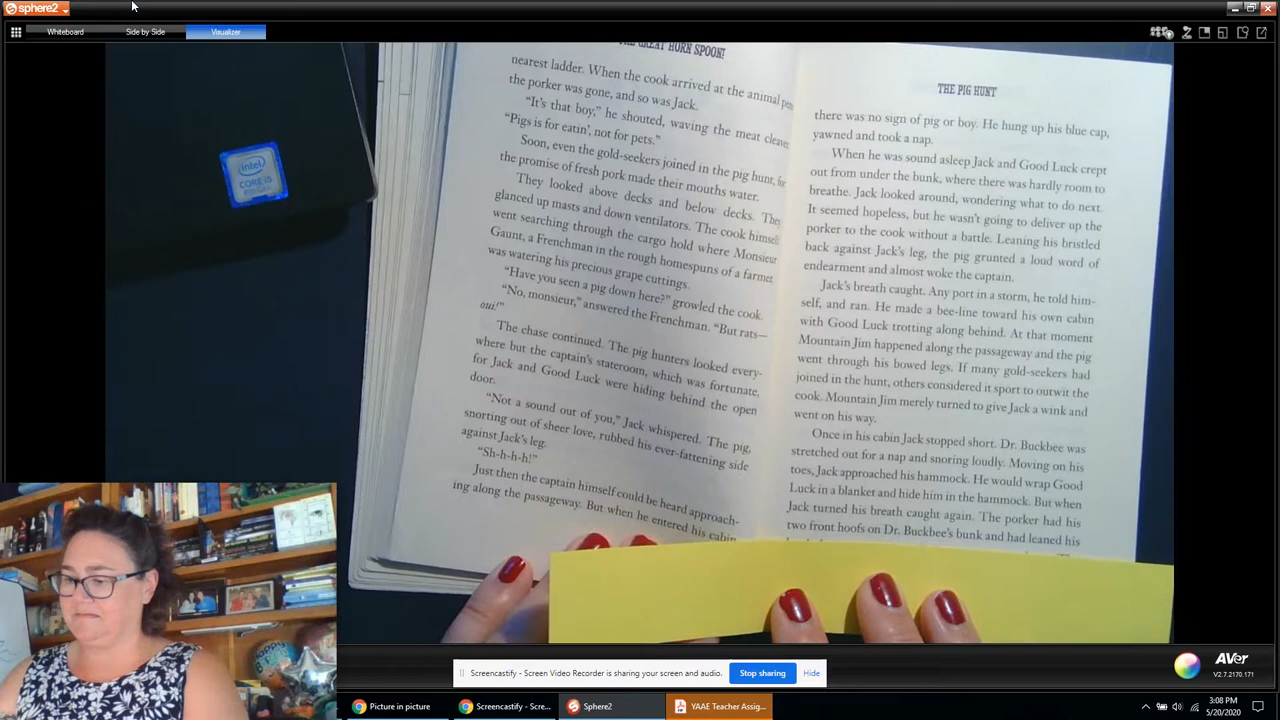 sphere2
Whiteboard
Side by Side
Visualizer
intel
CORE i5
8th Gen
THE GREAT HORN SPOON!
nearest ladder. When the cook arrived at the animal pen,
the porker was gone, and so was Jack.
"It's that boy," he shouted, waving the meat cleaver.
"Pigs is for eatin', not for pets."
Soon, even the gold-seekers joined in the pig hunt, for
the promise of fresh pork made their mouths water.
They looked above decks and below decks. They
glanced up masts and down ventilators. The cook himself
went searching through the cargo hold where Monsieur
Gaunt, a Frenchman in the rough homespuns of a farmer
was watering his precious grape cuttings.
"Have you seen a pig down here?" growled the cook.
"No, monsieur," answered the Frenchman. "But rats—
oui!"
The chase continued. The pig hunters looked every-
where but the captain's stateroom, which was fortunate,
for Jack and Good Luck were hiding behind the open
door.
"Not a sound out of you," Jack whispered. The pig,
snorting out of sheer love, rubbed his ever-fattening side
against Jack's leg.
"Sh-h-h-h!"
Just then the captain himself could be heard approach-
ing along the passageway. But when he entered his cabin
THE PIG HUNT
there was no sign of pig or boy. He hung up his blue cap,
yawned and took a nap.
When he was sound asleep Jack and Good Luck crept
out from under the bunk, where there was hardly room to
breathe. Jack looked around, wondering what to do next.
It seemed hopeless, but he wasn't going to deliver up the
porker to the cook without a battle. Leaning his bristled
back against Jack's leg, the pig grunted a loud word of
endearment and almost woke the captain.
Jack's breath caught. Any port in a storm, he told him-
self, and ran. He made a bee-line toward his own cabin
with Good Luck trotting along behind. At that moment
Mountain Jim happened along the passageway and the pig
went through his bowed legs. If many gold-seekers had
joined in the hunt, others considered it sport to outwit the
cook. Mountain Jim merely turned to give Jack a wink and
went on his way.
Once in his cabin Jack stopped short. Dr. Buckbee was
stretched out for a nap and snoring loudly. Moving on his
toes, Jack approached his hammock. He would wrap Good
Luck in a blanket and hide him in the hammock. But when
Jack turned his breath caught again. The porker had his
two front hoofs on Dr. Buckbee's bunk and had leaned his
Screencastify - Screen Video Recorder is sharing your screen and audio.
Stop sharing
Hide
AVer
V2.7.2170.171
Picture in picture
Screencastify - Scre...
Sphere2
YAAE Teacher Assig...
3:08 PM
5/20/2020